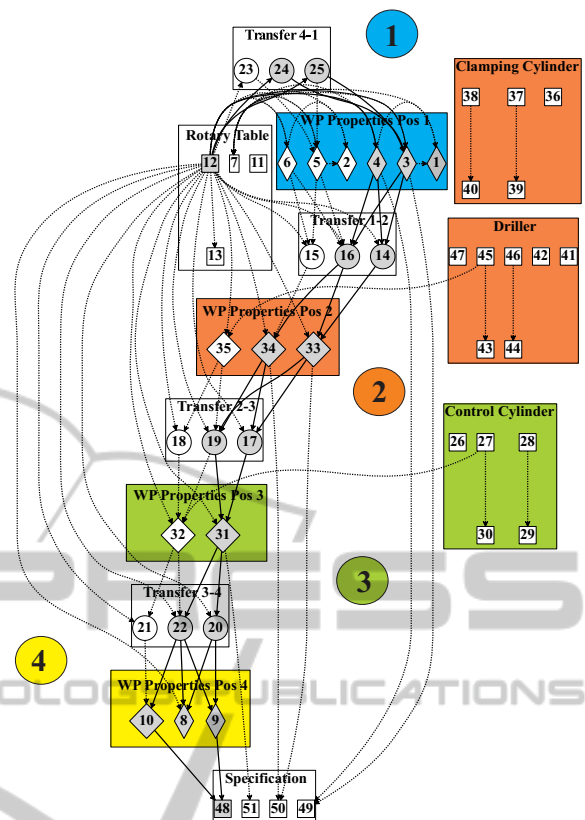 Transfer 4-1
1
23 24 25
Clamping Cylinder
38 37 36
WP Properties Pos 1
Rotary Table
12 7 11
6 5 2 4 3 1
40 39
Transfer 1-2
Driller
13
15 16 14
47 45 46 42 41
WP Properties Pos 2
35 34 33
43 44
2
Transfer 2-3
Control Cylinder
18 19 17
26 27 28
WP Properties Pos 3
32 31
30 29
3
PRESS
Transfer 3-4
21 22 20
4
WP Properties Pos 4
OLOGY PUBLICATIONS
10 8 9
Specification
48 51 50 49